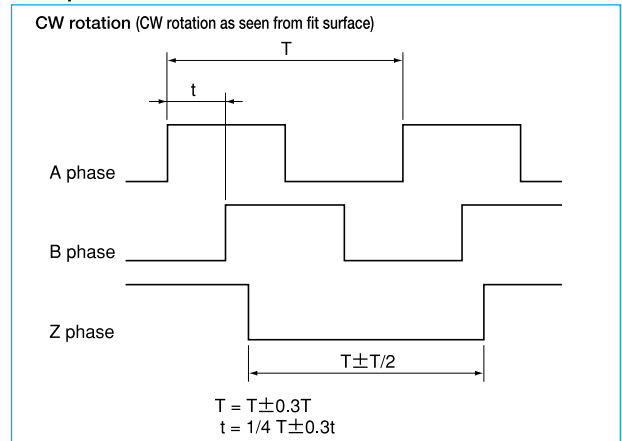 CW rotation (CW rotation as seen from fit surface)
T
t
A phase
B phase
Z phase
T±T/2
T = T±0.3T
t = 1/4 T±0.3t